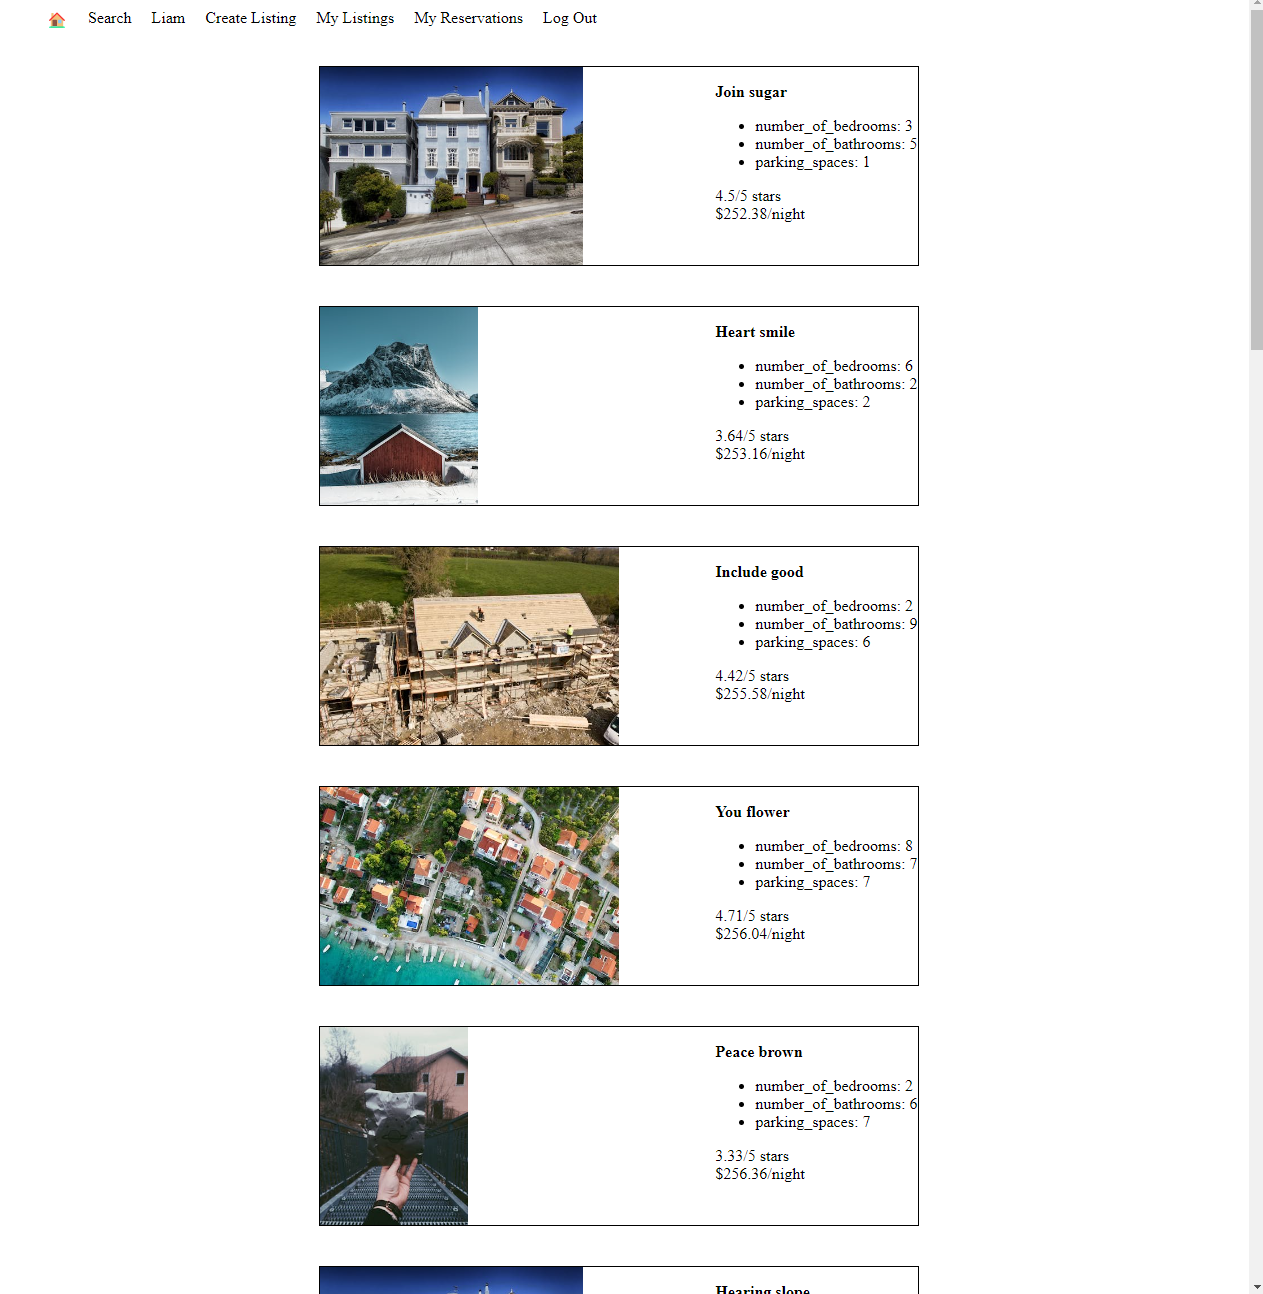 Search Liam Create Listing My Listings My Reservations Log Out
Join sugar
number_of_bedrooms: 3
number_of_bathrooms: 5
parking_spaces: 1
4.5/5 stars
$252.38/night
Heart smile
number_of_bedrooms: 6
number_of_bathrooms: 2
parking_spaces: 2
3.64/5 stars
$253.16/night
Include good
number_of_bedrooms: 2
number_of_bathrooms: 9
parking_spaces: 6
4.42/5 stars
$255.58/night
You flower
number_of_bedrooms: 8
number_of_bathrooms: 7
parking_spaces: 7
4.71/5 stars
$256.04/night
Peace brown
number_of_bedrooms: 2
number_of_bathrooms: 6
parking_spaces: 7
3.33/5 stars
$256.36/night
Hearing slope